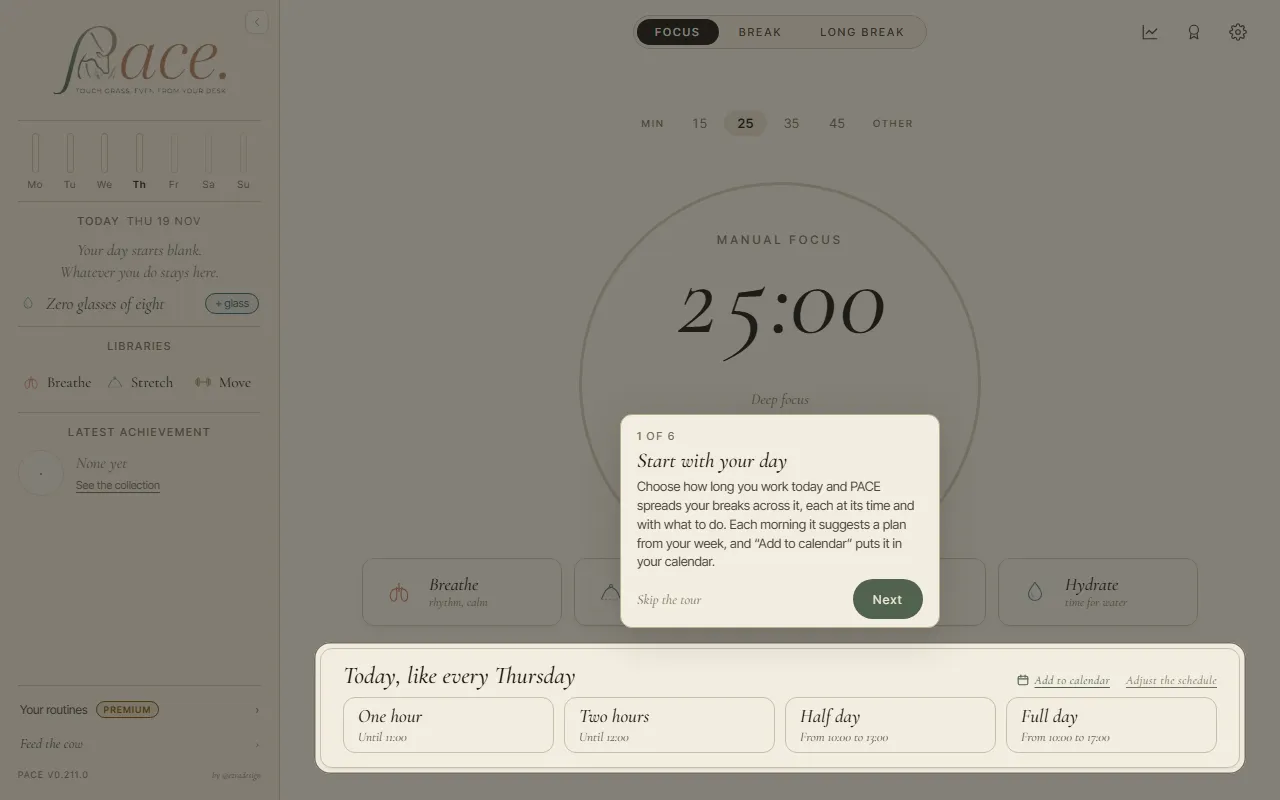 Pace.
TOUCH GRASS. EVEN FROM YOUR DESK
Mo Tu We Th Fr Sa Su
TODAY · THU 19 NOV
Your day starts blank.
Whatever you do stays here.
Zero glasses of eight
+ glass
LIBRARIES
Breathe Stretch Move
LATEST ACHIEVEMENT
None yet
See the collection
Your routines PREMIUM ›
Feed the cow ›
PACE V0.211.0
FOCUS BREAK LONG BREAK
MIN 15 25 35 45 OTHER
MANUAL FOCUS
25:00
Deep focus
1 OF 6
Start with your day
Choose how long you work today and PACE
spreads your breaks across it, each at its time and
with what to do. Each morning it suggests a plan
from your week, and “Add to calendar” puts it in
your calendar.
Skip the tour
Next
Breathe
rhythm, calm
Hydrate
time for water
Today, like every Thursday
Add to calendar Adjust the schedule
One hour
Until 11:00
Two hours
Until 12:00
Half day
From 10:00 to 13:00
Full day
From 10:00 to 17:00